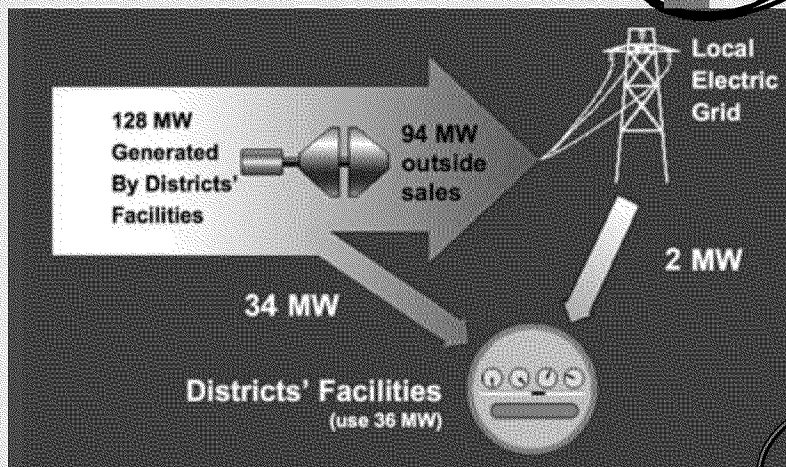 128 MW
Generated
By Districts'
Facilities
94 MW
outside
sales
Local
Electric
Grid
2 MW
34 MW
Districts' Facilities
(use 36 MW)